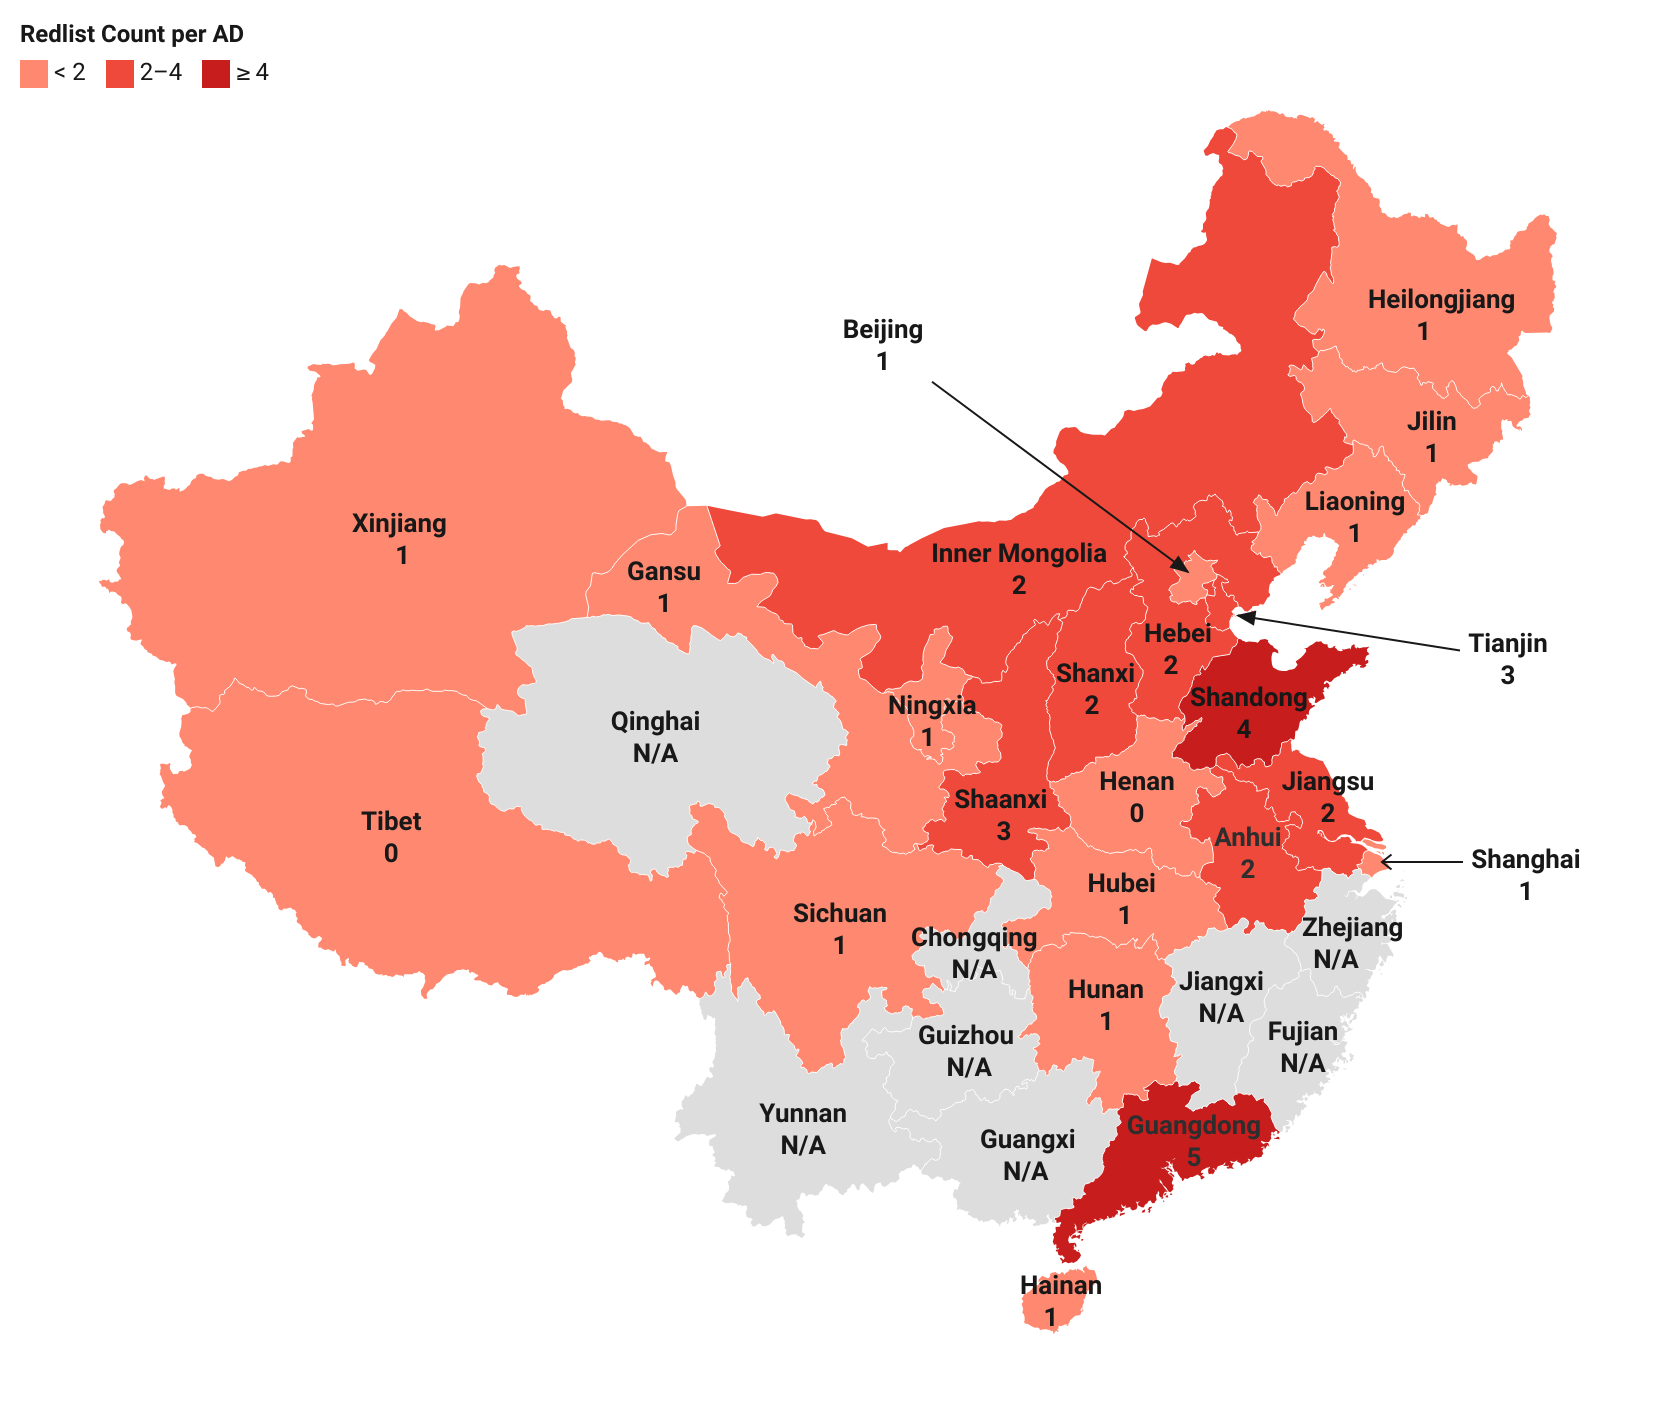 Redlist Count per AD
< 2
2–4
≥ 4
Heilongjiang
1
Beijing
1
Jilin
1
Liaoning
1
Xinjiang
1
Inner Mongolia
2
Gansu
1
Hebei
2
Tianjin
3
Shanxi
2
Shandong
4
Ningxia
1
Qinghai
N/A
Henan
0
Jiangsu
2
Shaanxi
3
Tibet
0
Anhui
2
Shanghai
1
Hubei
1
Sichuan
1
Zhejiang
N/A
Chongqing
N/A
Jiangxi
N/A
Hunan
1
Fujian
N/A
Guizhou
N/A
Yunnan
N/A
Guangdong
5
Guangxi
N/A
Hainan
1